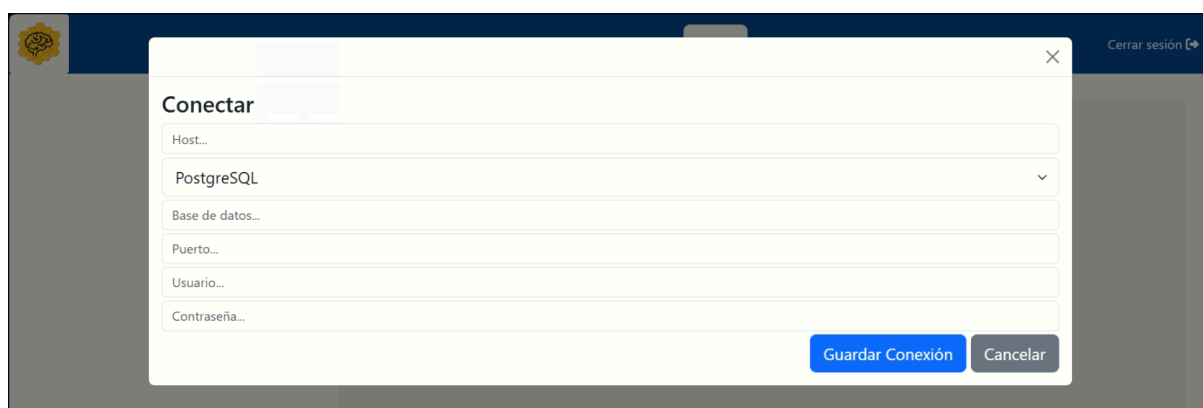 Cerrar sesión
Conectar
Host...
PostgreSQL
Base de datos...
Puerto...
Usuario...
Contraseña...
Guardar Conexión Cancelar